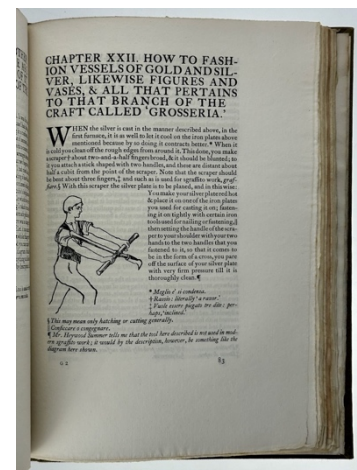 CHAPTER XXII. HOW TO FASH-
ION VESSELS OF GOLD AND SIL-
VER, LIKEWISE FIGURES AND
VASES, & ALL THAT PERTAINS
TO THAT BRANCH OF THE
CRAFT CALLED 'GROSSERIA.'
WHEN the silver is cast in the manner described above, in the
first furnace, it is as well to let it cool on the iron plates above
mentioned because by so doing it contracts better.* When it
is cold you clean off the rough edges from around it. This done, you make
a scraper† about two-and-a-half fingers broad, & it should be blunted, to
it you attach a stick shaped with two handles, and these are distant about
half a cubit from the point of the scraper. Note that the scraper should
be bent about three fingers,‡ and such as is used for sgraffito work, graf-
fiare.§ With this scraper the silver plate is to be planed, and in this wise:
You make your silver plate red hot
& place it on one of the iron plates
you used for casting it on; fasten-
ing it on tightly with certain iron
tools used for nailing or fastening,‖
then setting the handle of the scra-
per to your shoulder with your two
hands to the two handles that you
fastened to it, so that it comes to
be in the form of a cross, you pare
off the surface of your silver plate
with very firm pressure till it is
thoroughly clean.¶
* Meglio e' si condensa.
† Rasoio: literally 'a razor.'
‡ Vuole essere piegato tre dita: per-
haps, 'inclined.'
§ This may mean only hatching or cutting generally.
‖ Conficcare o congegnare.
¶ Mr. Heywood Sumner tells me that the tool here described is not used in mod-
ern sgraffito work; it would by the description, however, be something like the
diagram here shown.
G 2
83